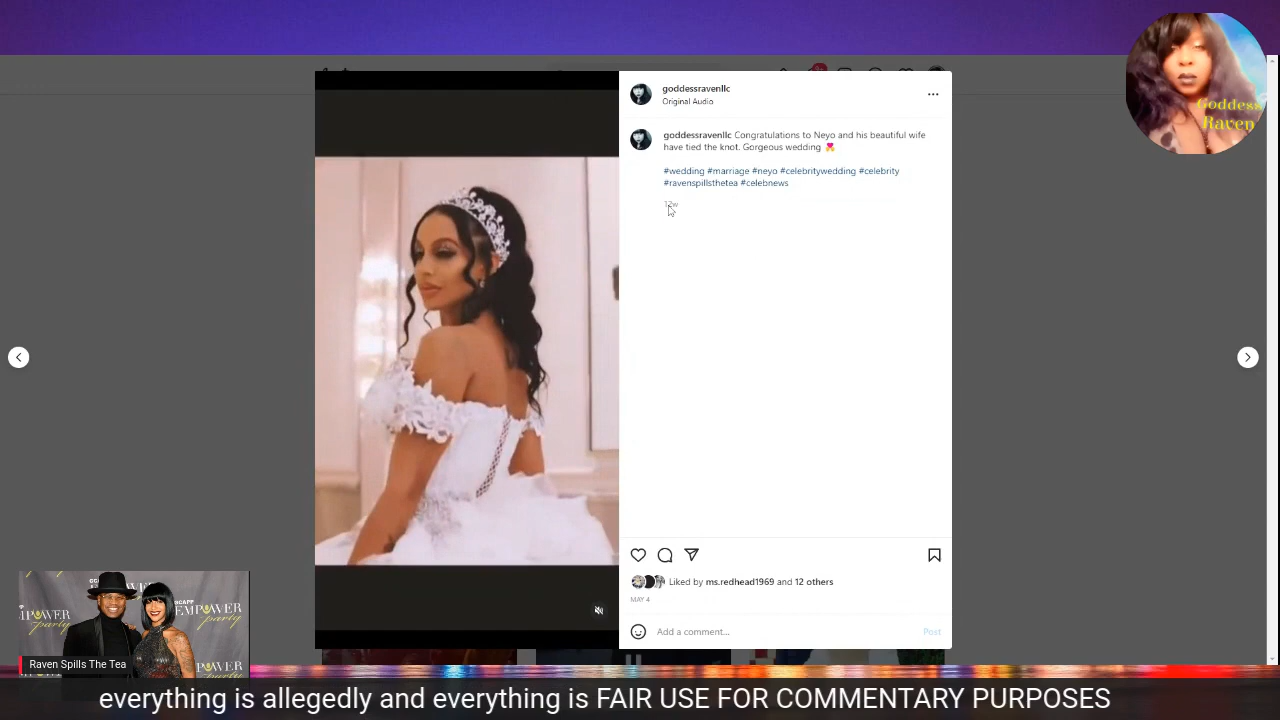 goddessravenllc
Original Audio
goddessravenllc Congratulations to Neyo and his beautiful wife
have tied the knot. Gorgeous wedding
#wedding #marriage #neyo #celebritywedding #celebrity
#ravenspillsthetea #celebnews
12w
Liked by ms.redhead1969 and 12 others
MAY 4
Add a comment...
Post
Goddess
Raven
GCAPP
EMPOWER
party
Raven Spills The Tea
everything is allegedly and everything is FAIR USE FOR COMMENTARY PURPOSES